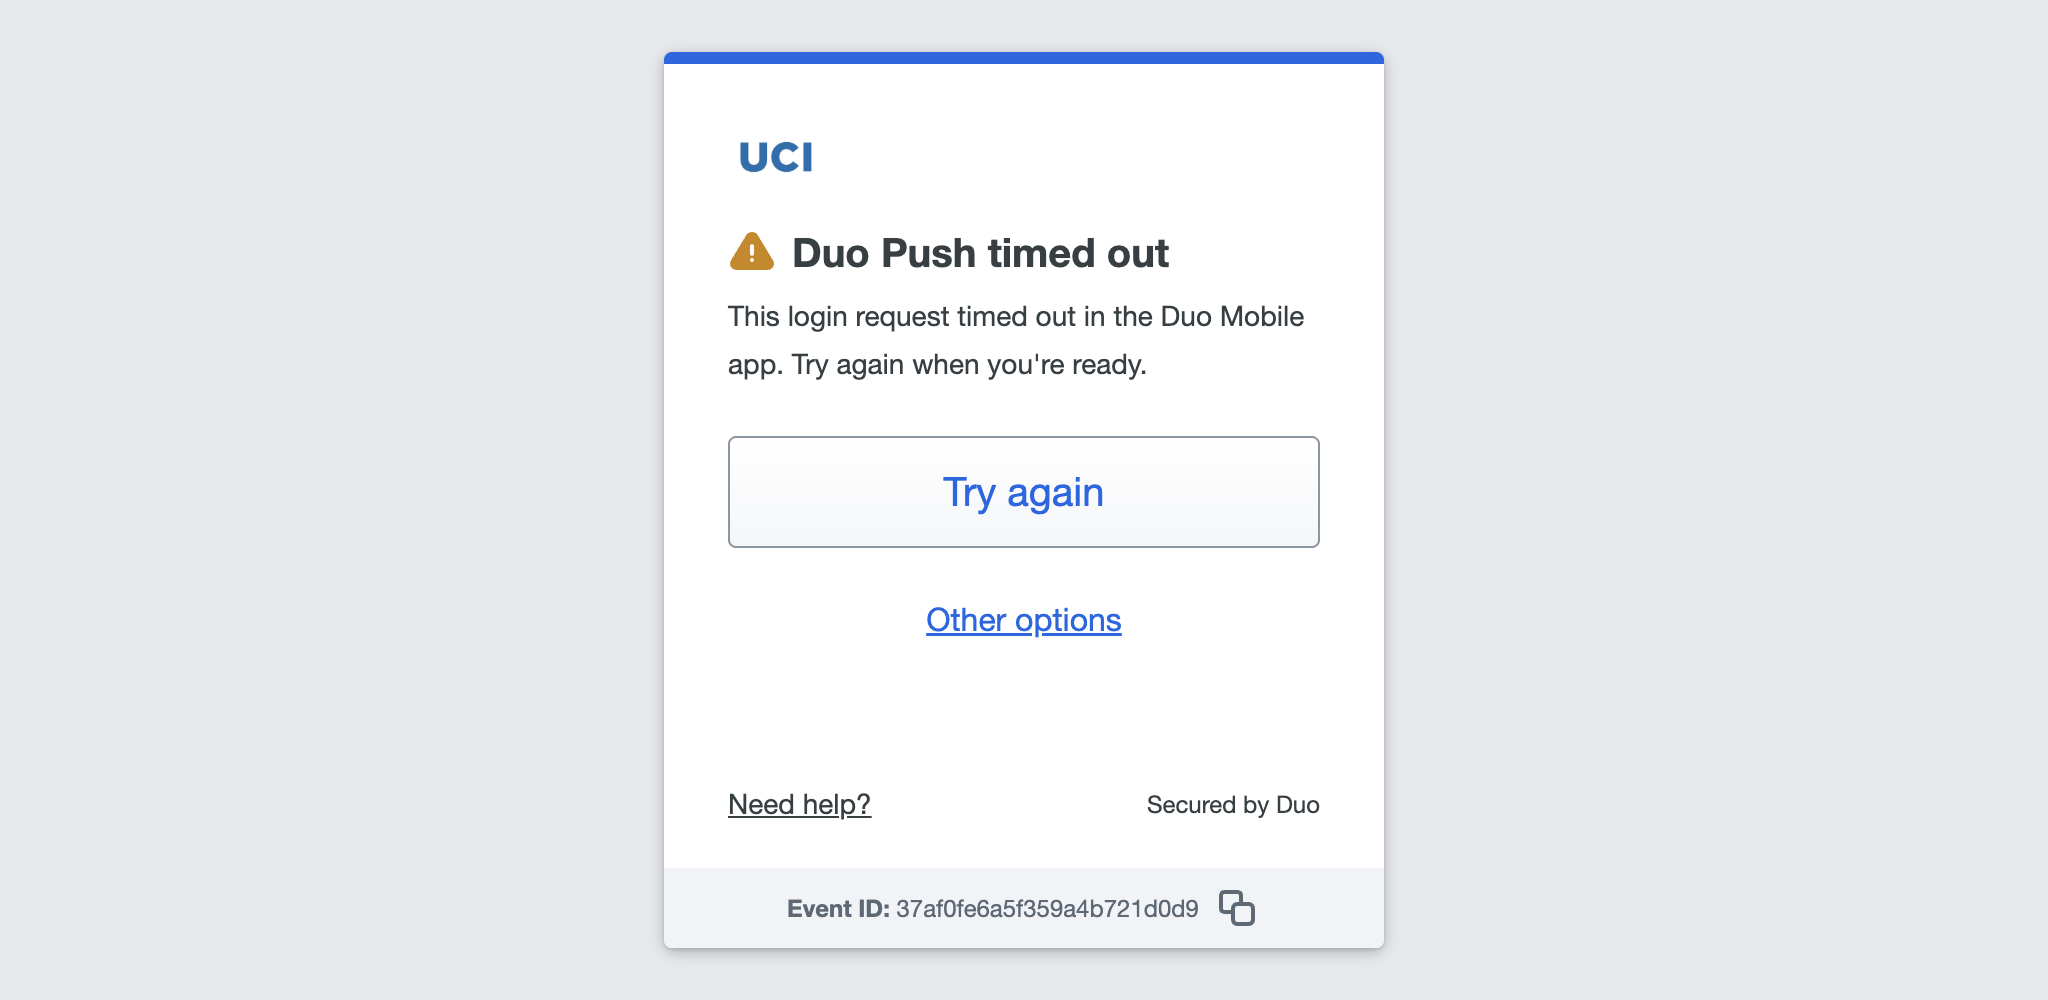 UCI
Duo Push timed out
This login request timed out in the Duo Mobile
app. Try again when you're ready.
Try again
Other options
Need help?
Secured by Duo
Event ID: 37af0fe6a5f359a4b721d0d9